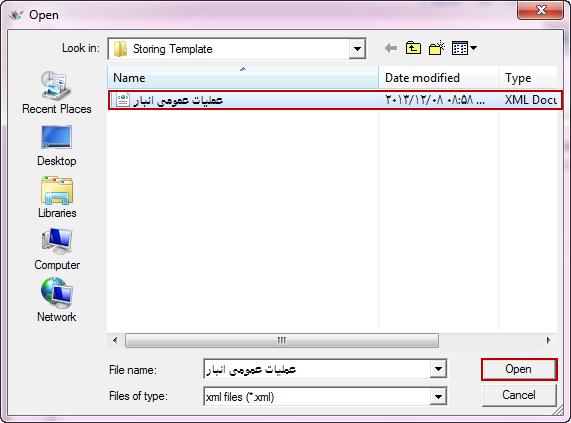 Open
Look in: Storing Template
Name Date modified Type
عملیات عمومی انبار ۲۰۱۳/۱۲/۰۸ ۰۸:۵۸ ... XML Docu
Recent Places
Desktop
Libraries
Computer
Network
File name: عملیات عمومی انبار Open
Files of type: xml files (*.xml) Cancel